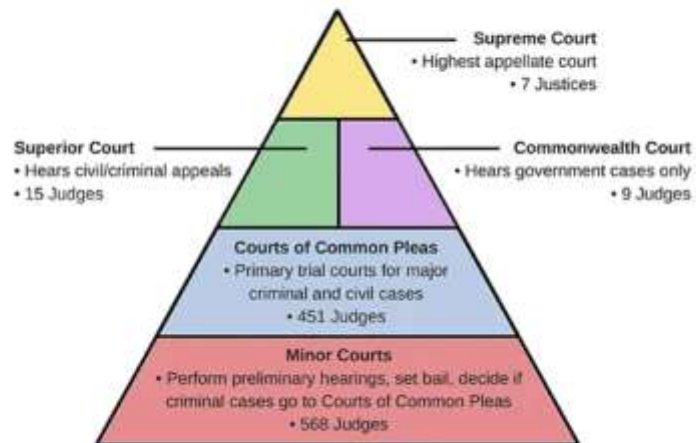 Supreme Court
• Highest appellate court
• 7 Justices
Superior Court
• Hears civil/criminal appeals
• 15 Judges
Commonwealth Court
• Hears government cases only
• 9 Judges
Courts of Common Pleas
• Primary trial courts for major
criminal and civil cases
• 451 Judges
Minor Courts
• Perform preliminary hearings, set bail, decide if
criminal cases go to Courts of Common Pleas
• 568 Judges